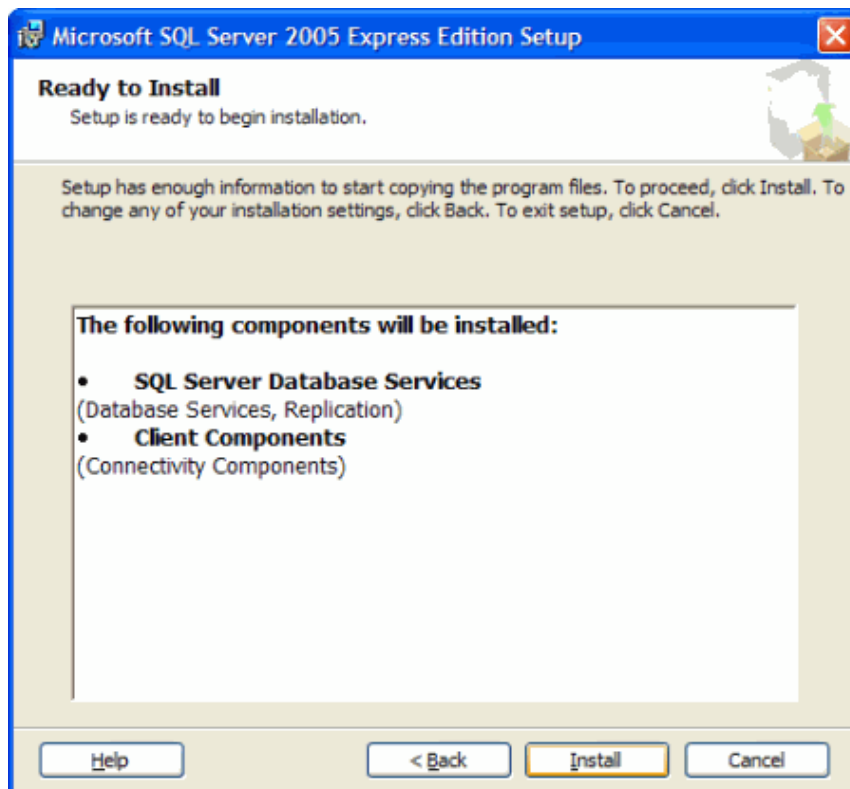 Microsoft SQL Server 2005 Express Edition Setup
Ready to Install
Setup is ready to begin installation.
Setup has enough information to start copying the program files. To proceed, click Install. To
change any of your installation settings, click Back. To exit setup, click Cancel.
The following components will be installed:
• SQL Server Database Services
(Database Services, Replication)
• Client Components
(Connectivity Components)
Help
< Back
Install
Cancel